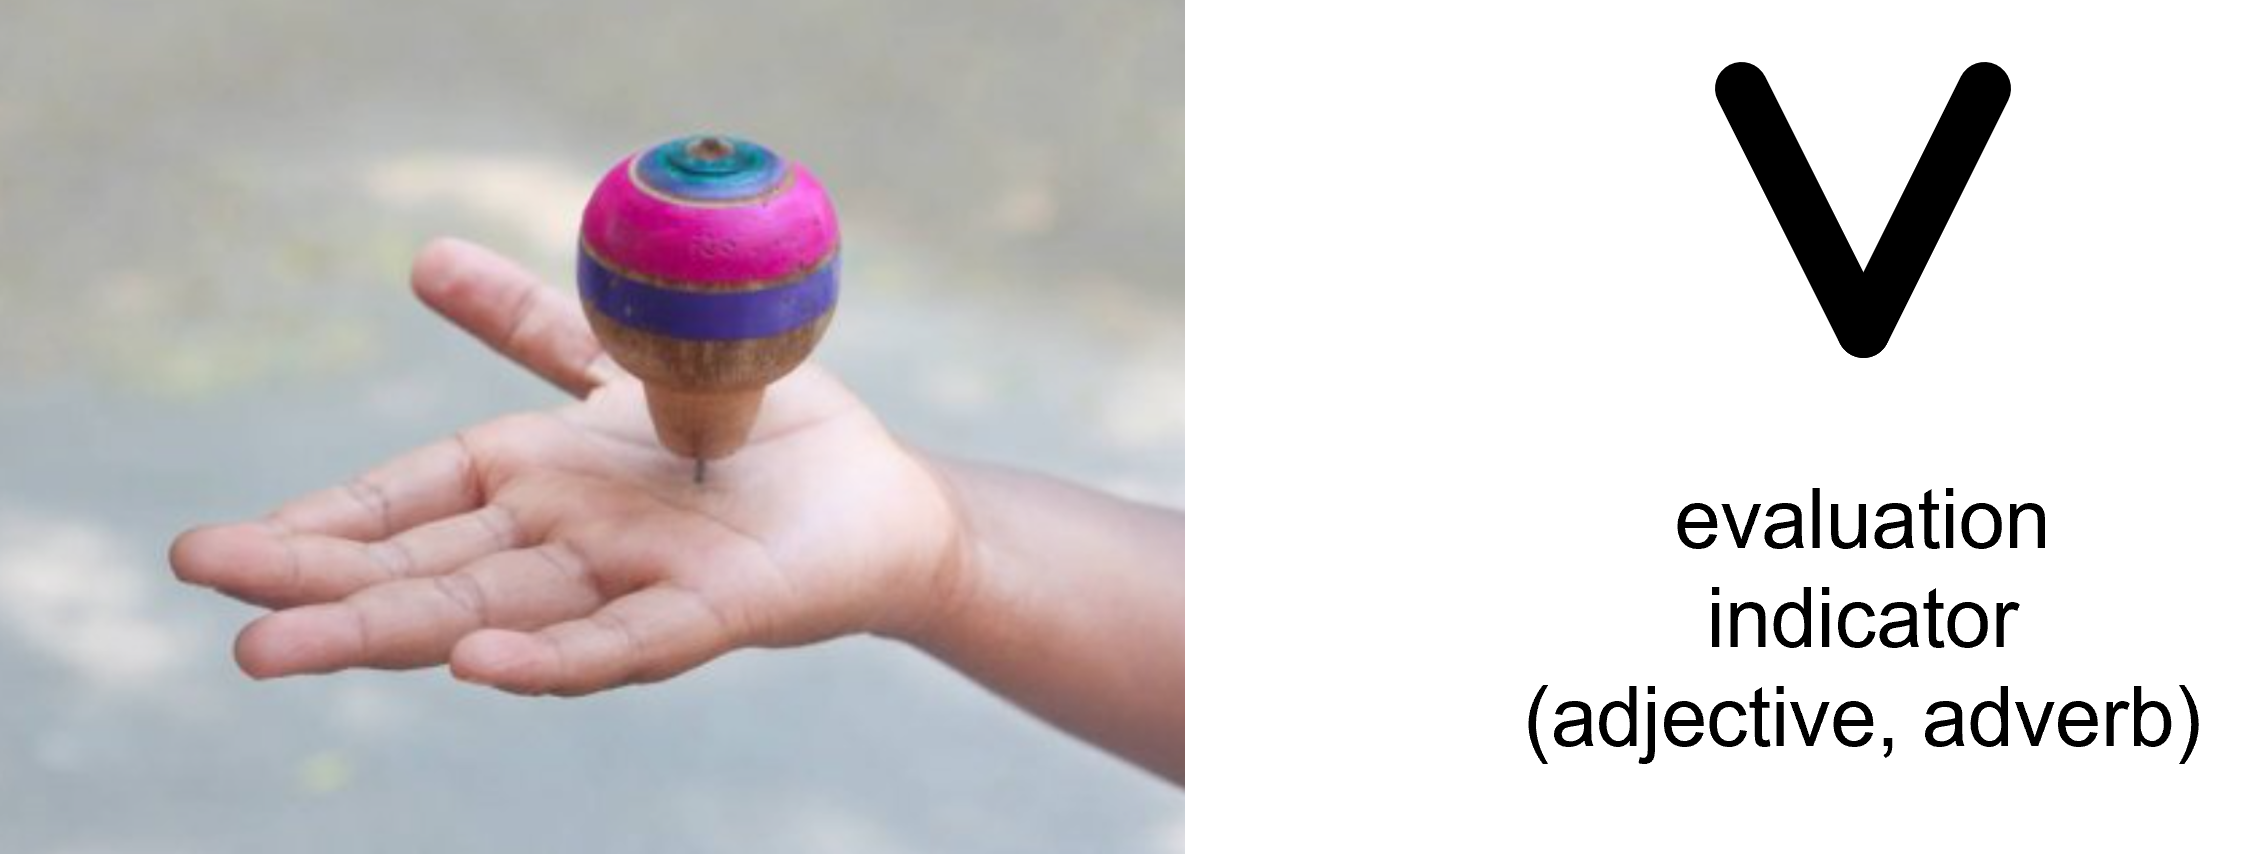 evaluation
indicator
(adjective, adverb)